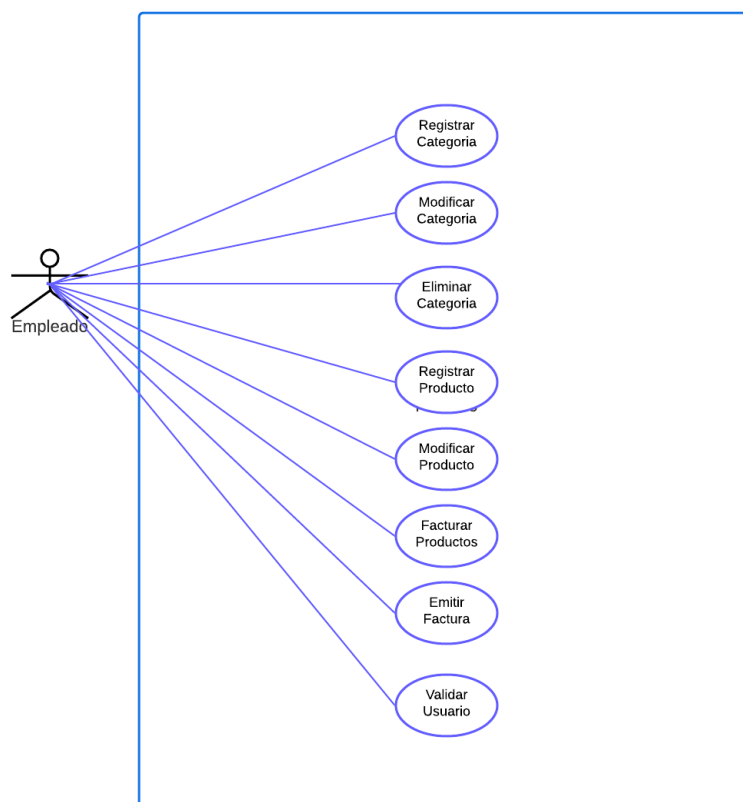 Registrar
Categoria
Modificar
Categoria
Eliminar
Categoria
Empleado
Registrar
Producto
Modificar
Producto
Facturar
Productos
Emitir
Factura
Validar
Usuario